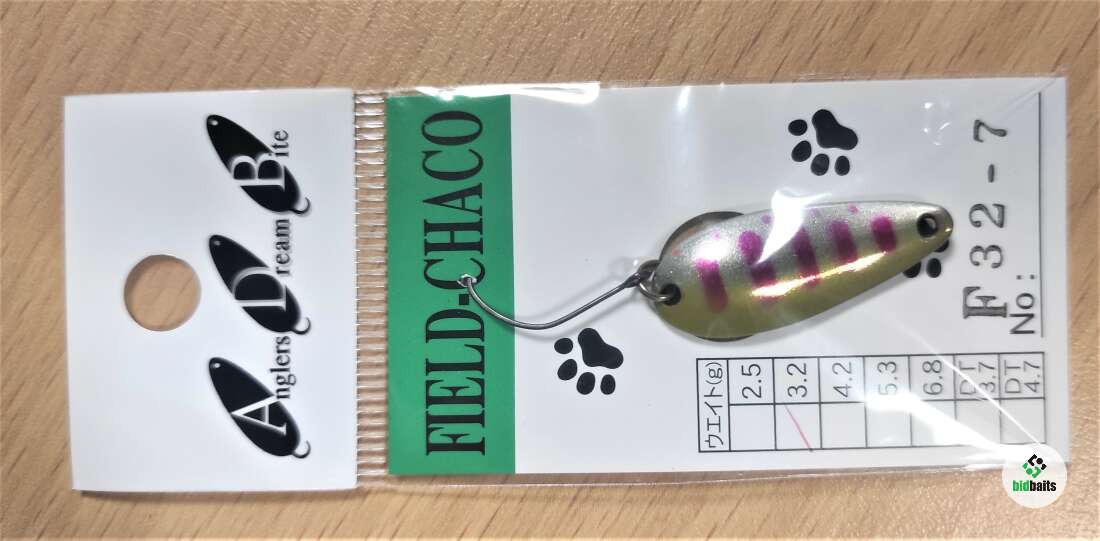 Anglers
Dream
Bite
FIELD-CHACO
ウエイト(g)
2.5
3.2
4.2
5.3
6.8
DT
3.7
DT
4.7
No:
F32-7
bidbaits